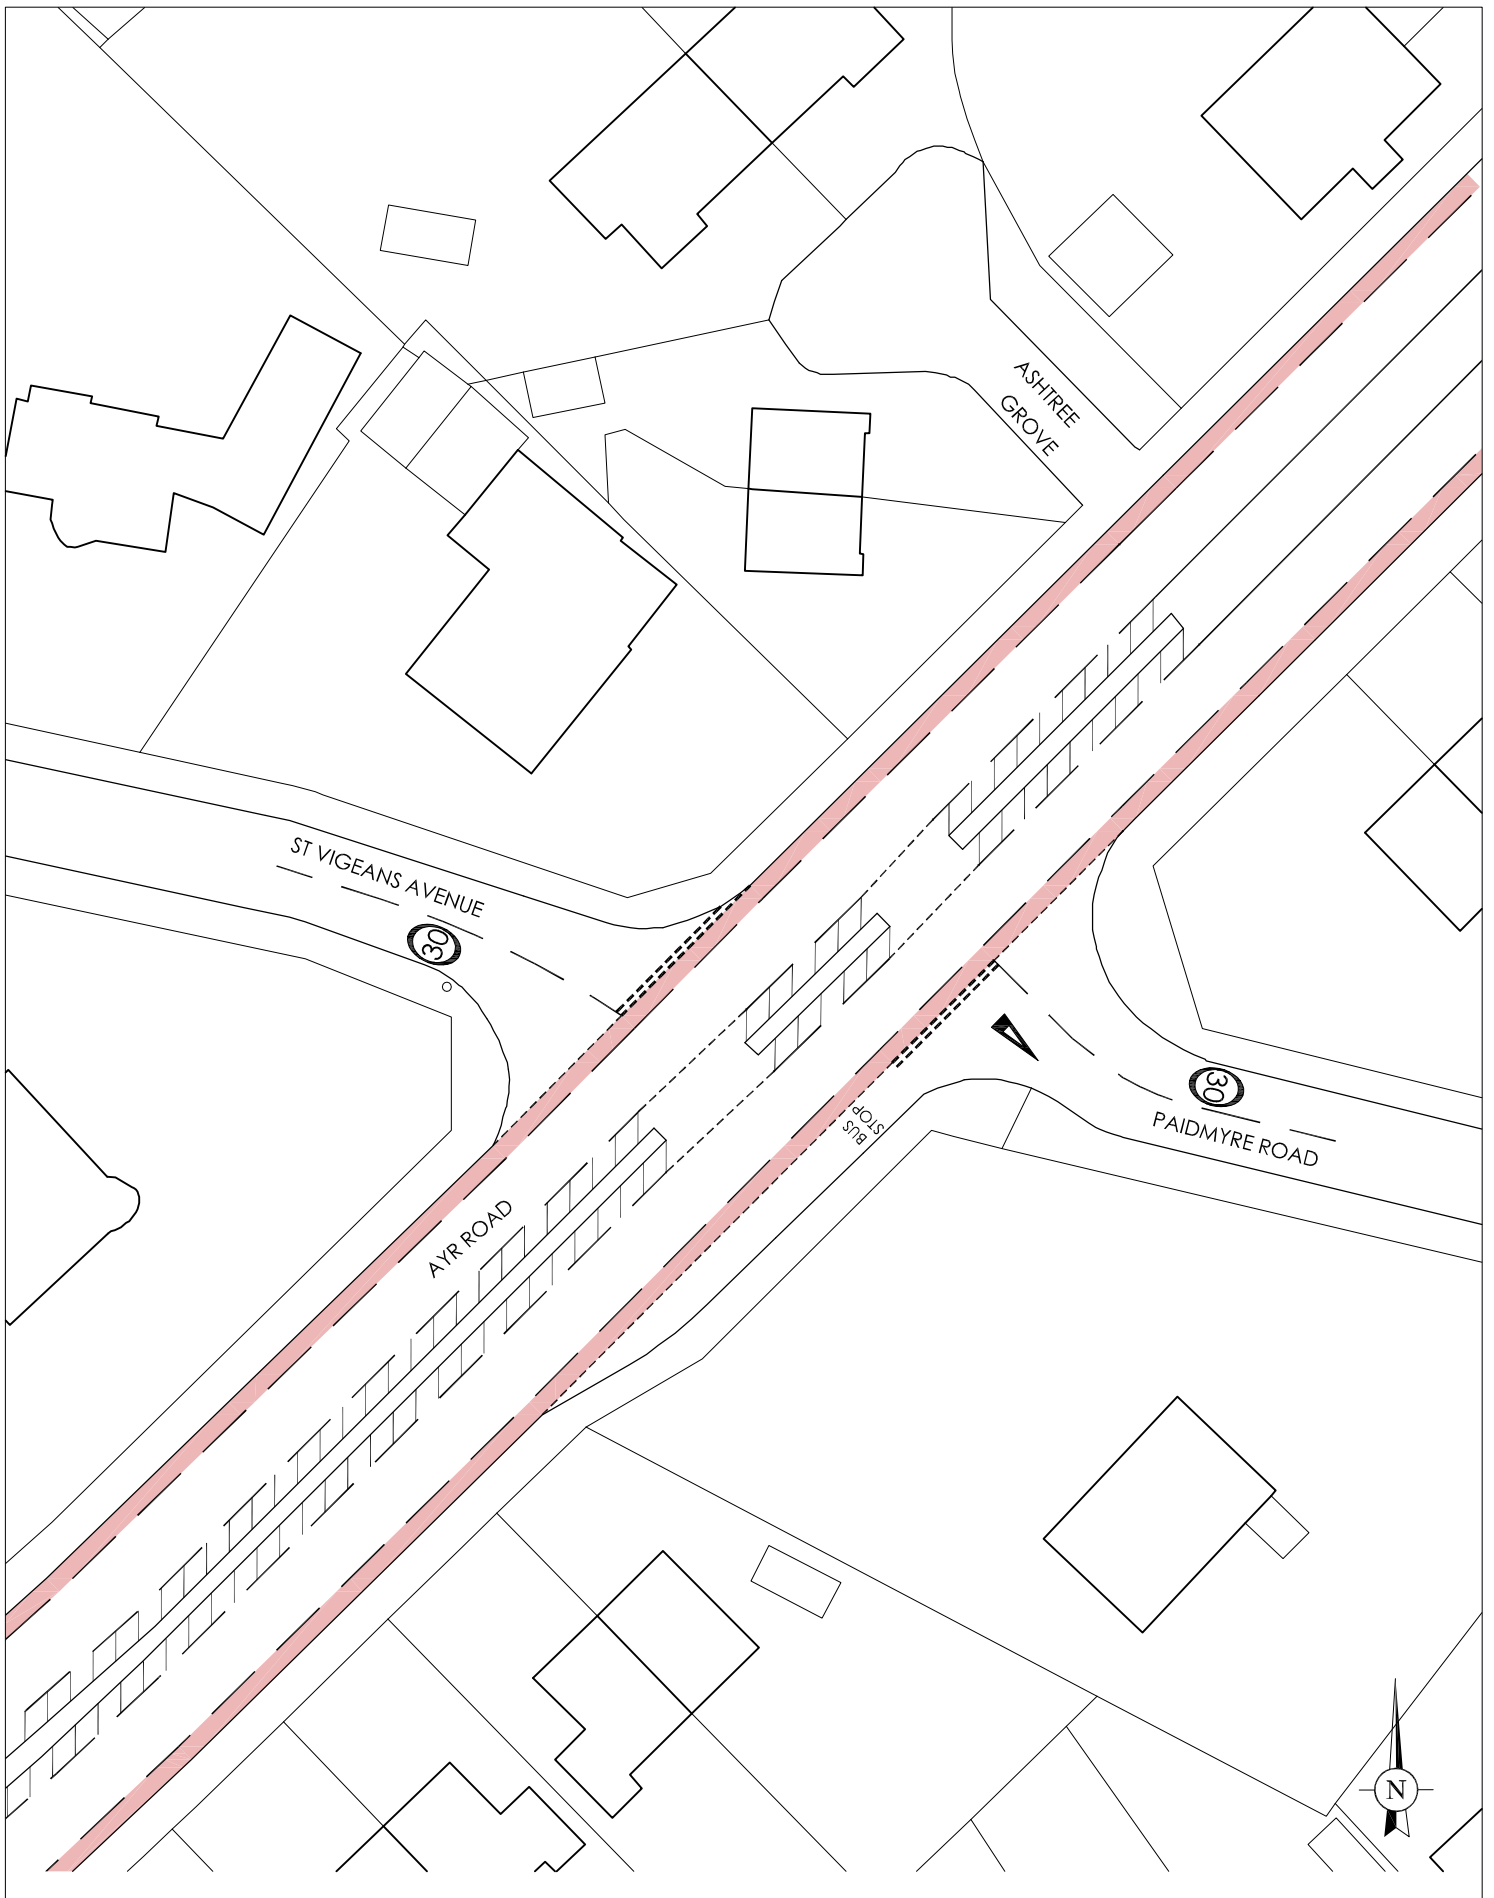 ASHTREE
GROVE
ST VIGEANS AVENUE
30
BUS
STOP
30
PAIDMYRE ROAD
AYR ROAD
N